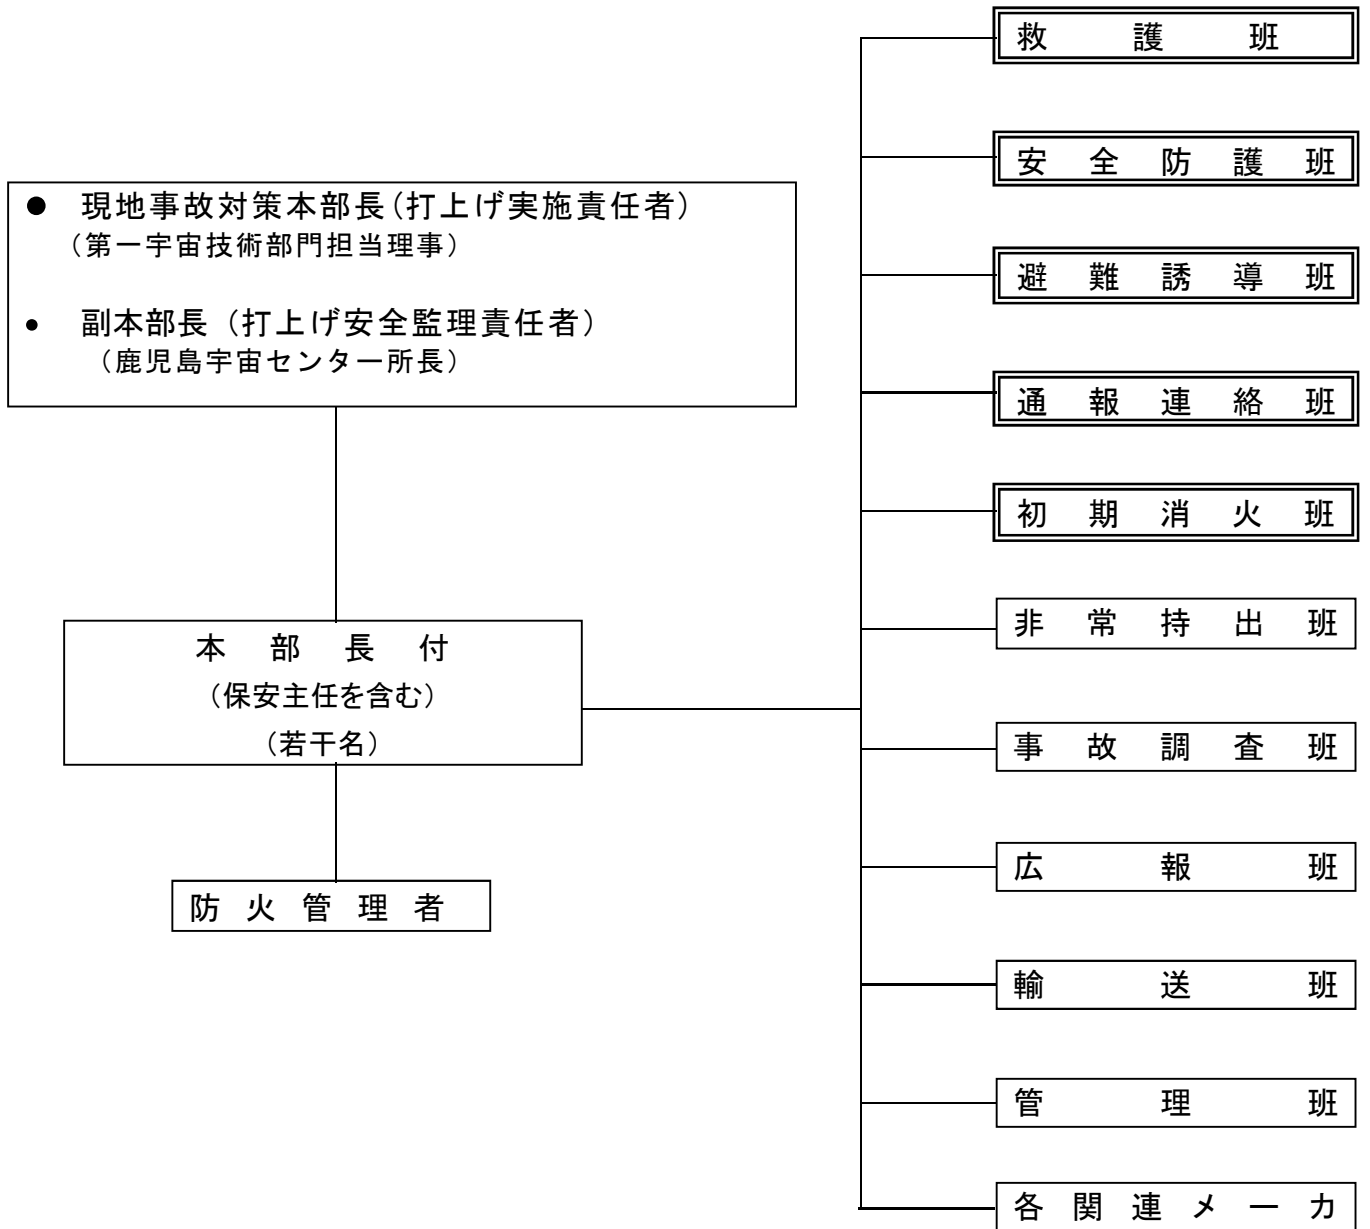 ● 現地事故対策本部長(打上げ実施責任者)
(第一宇宙技術部門担当理事)
● 副本部長(打上げ安全監理責任者)
(鹿児島宇宙センター所長)
本部長付
(保安主任を含む)
(若干名)
防火管理者
救護班
安全防護班
避難誘導班
通報連絡班
初期消火班
非常持出班
事故調査班
広報班
輸送班
管理班
各関連メーカ